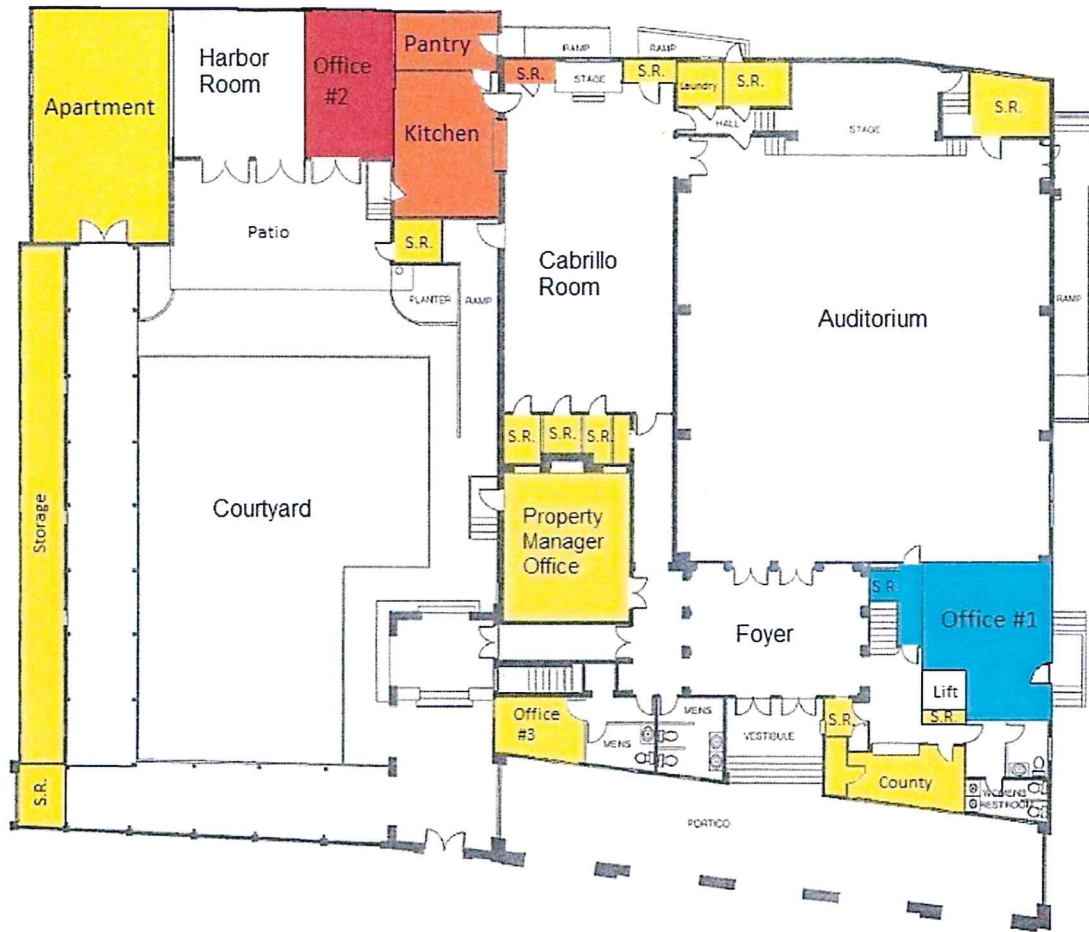 Harbor
Room
Office
#2
Pantry
Kitchen
Apartment
Patio
S.R.
PLANTER
RAMP
RAMP
RAMP
S.R.
STAGE
S.R.
Laundry
S.R.
HALL
STAGE
S.R.
Cabrillo
Room
Auditorium
RAMP
S.R.
S.R.
S.R.
Storage
Courtyard
Property
Manager
Office
S.R.
Office #1
Foyer
Lift
S.R.
Office
#3
MENS
MENS
VESTIBULE
S.R.
County
WOMENS
RESTROOM
S.R.
PORTICO